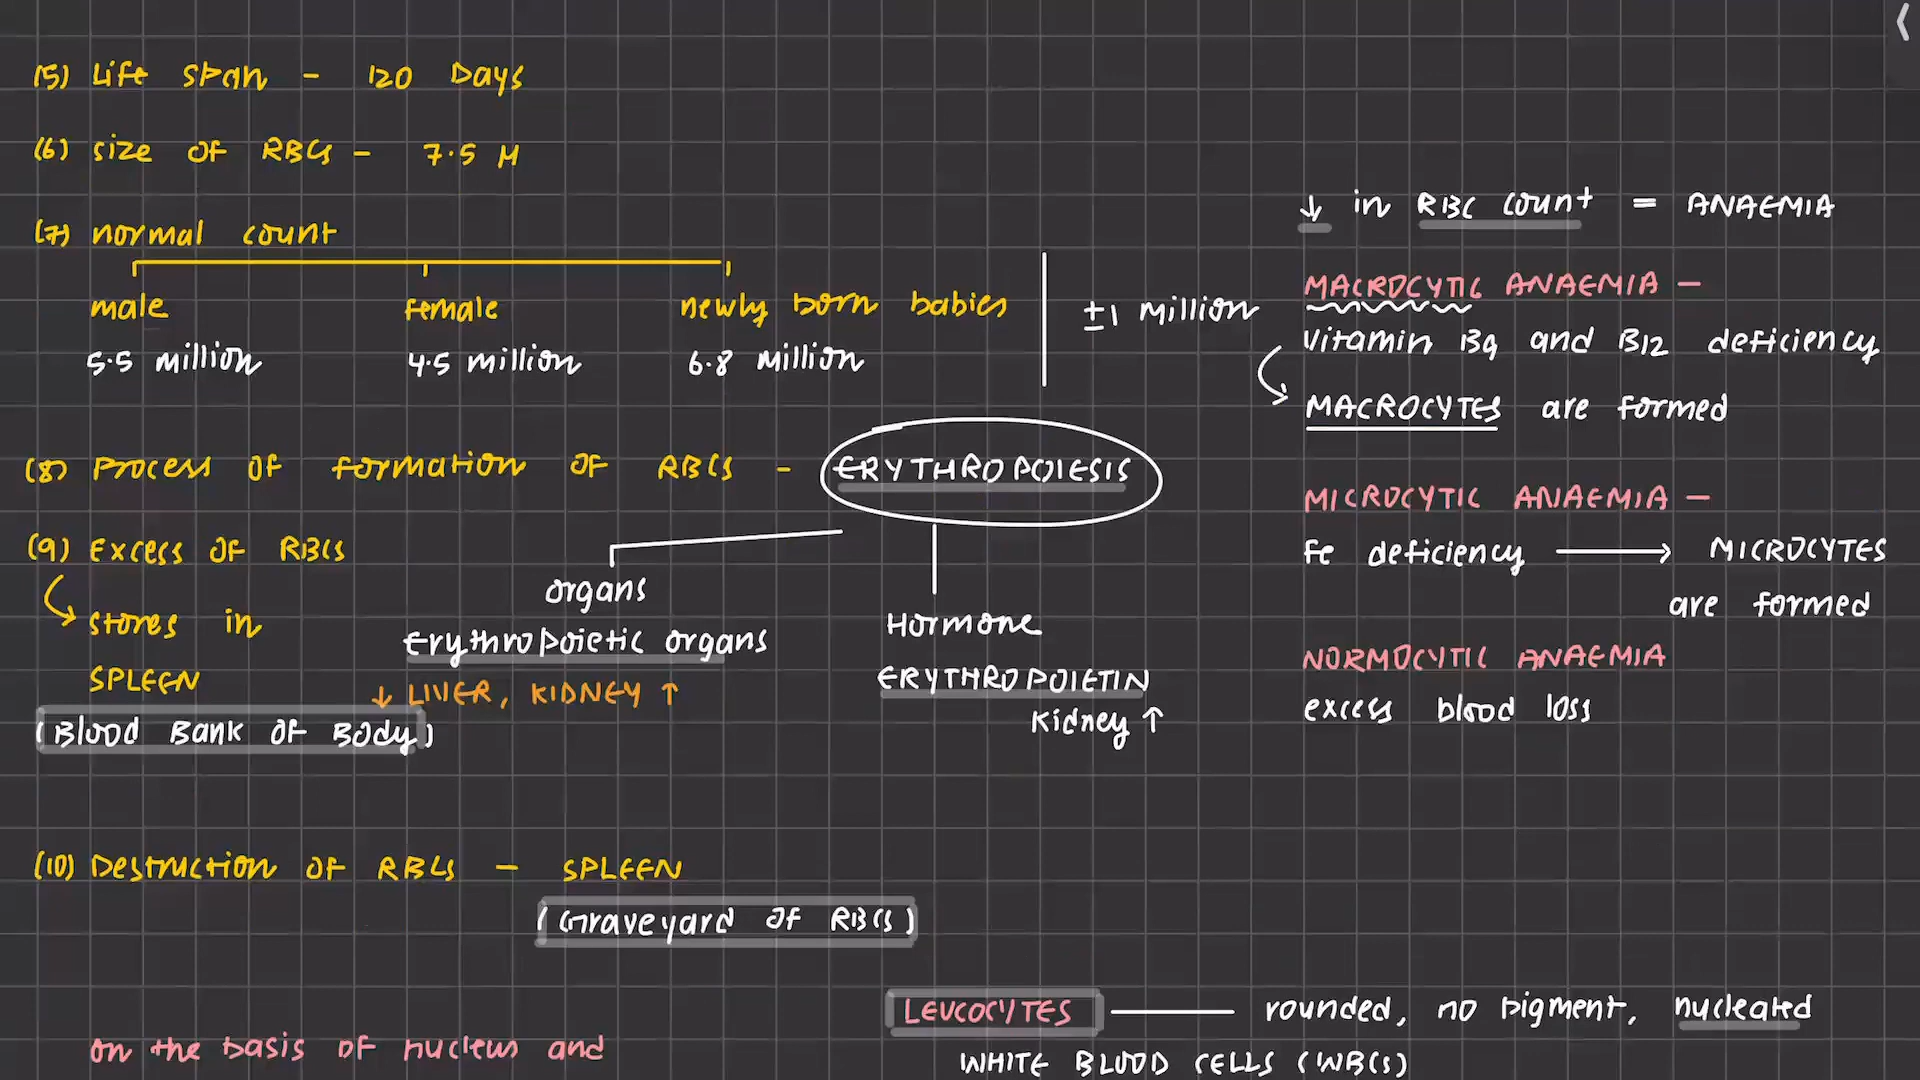 (5) Life span - 120 Days
(6) size of RBCs - 7.5 μ
(7) normal count
male female newly born babies
5.5 million 4.5 million 6.8 million
±1 million
(8) Process of formation of RBCs - ERYTHROPOIESIS
(9) Excess of RBCs
stores in
SPLEEN
(Blood Bank of Body)
organs
Erythropoietic organs
↓ LIVER, KIDNEY ↑
Hormone
ERYTHROPOIETIN
Kidney ↑
(10) Destruction of RBCs - SPLEEN
(Graveyard of RBCs)
↓ in RBC count = ANAEMIA
MACROCYTIC ANAEMIA -
Vitamin B9 and B12 deficiency
MACROCYTES are formed
MICROCYTIC ANAEMIA -
Fe deficiency → MICROCYTES
are formed
NORMOCYTIC ANAEMIA
excess blood loss
LEUCOCYTES — rounded, no pigment, nucleated
WHITE BLOOD CELLS (WBCs)
on the basis of nucleus and